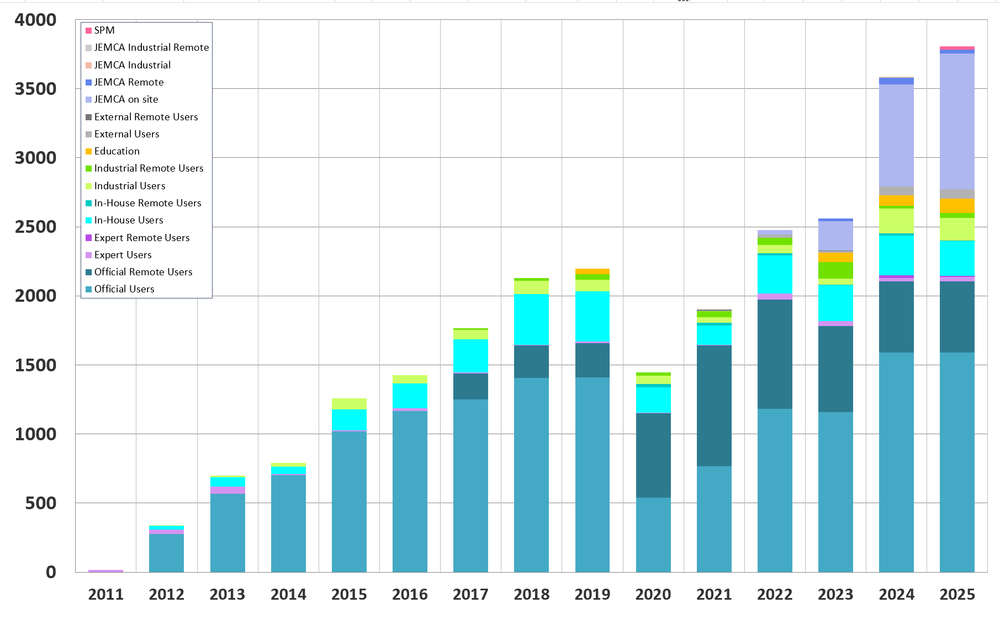 4000
3500
3000
2500
2000
1500
1000
500
0
SPM
JEMCA Industrial Remote
JEMCA Industrial
JEMCA Remote
JEMCA on site
External Remote Users
External Users
Education
Industrial Remote Users
Industrial Users
In-House Remote Users
In-House Users
Expert Remote Users
Expert Users
Official Remote Users
Official Users
2011 2012 2013 2014 2015 2016 2017 2018 2019 2020 2021 2022 2023 2024 2025